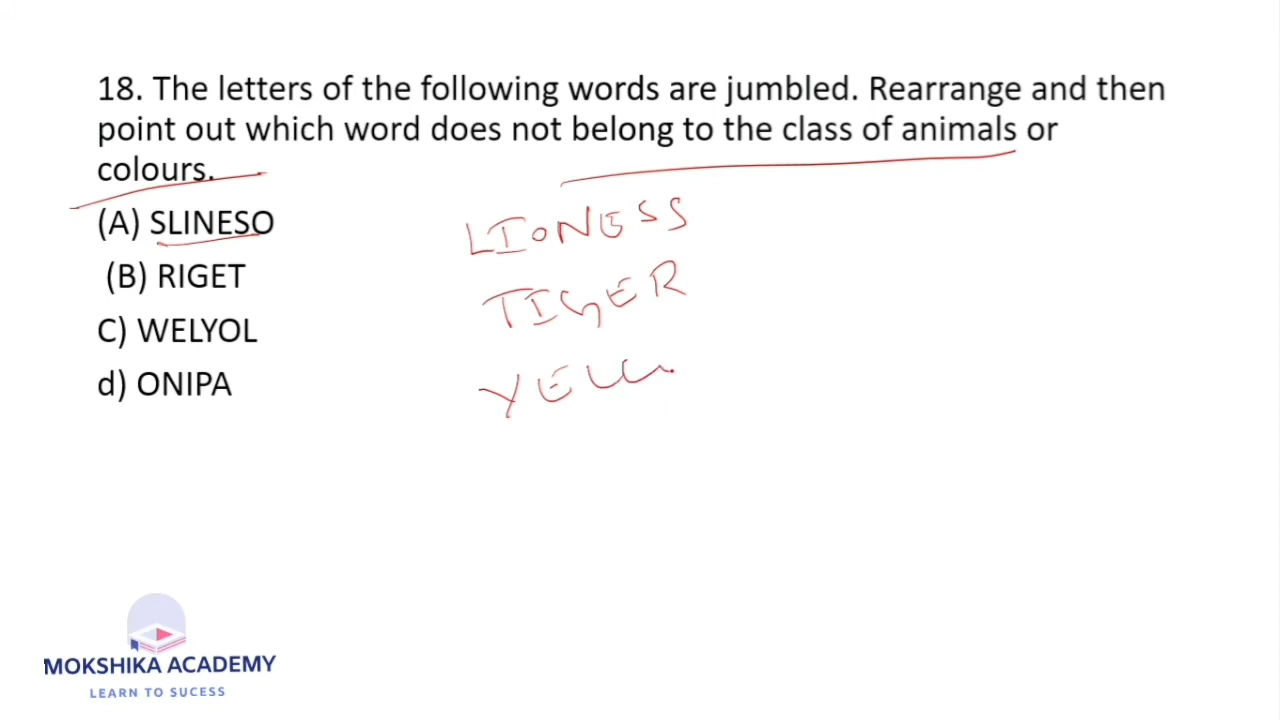 18. The letters of the following words are jumbled. Rearrange and then
point out which word does not belong to the class of animals or
colours.
(A) SLINESO
LIONESS
(B) RIGET
TIGER
C) WELYOL
YELL
d) ONIPA
MOKSHIKA ACADEMY
LEARN TO SUCESS